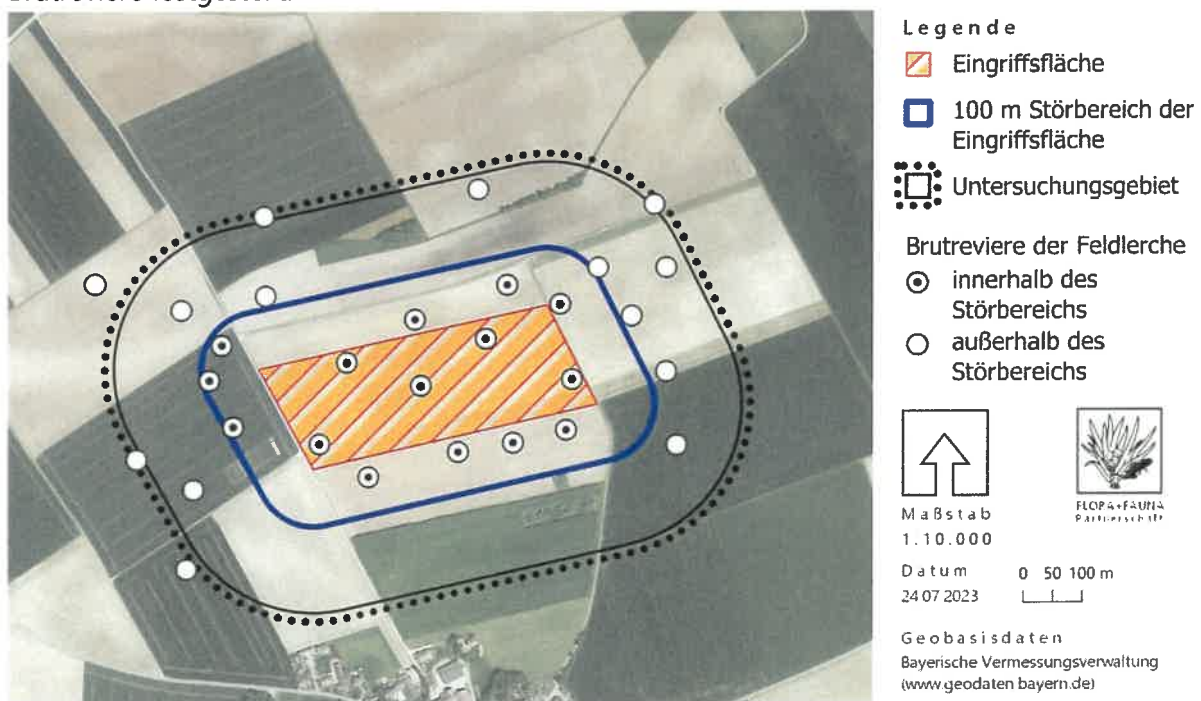 Legende
Eingriffsfläche
100 m Störbereich der
Eingriffsfläche
Untersuchungsgebiet
Brutreviere der Feldlerche
innerhalb des
Störbereichs
außerhalb des
Störbereichs
Maßstab
1.10.000
FLORA+FAUNA
Partnerschaft
Datum
24 07 2023
0 50 100 m
Geobasisdaten
Bayerische Vermessungsverwaltung
(www.geodaten bayern.de)